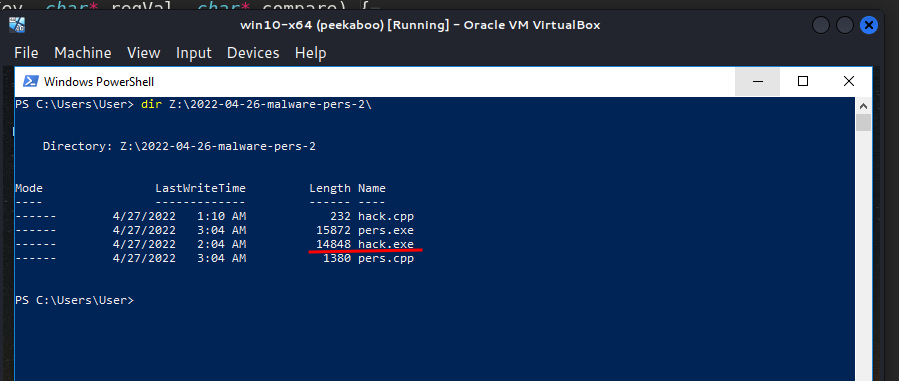 Key, char* regVal, char* compare) {
win10-x64 (peekaboo) [Running] - Oracle VM VirtualBox
File Machine View Input Devices Help
Windows PowerShell
PS C:\Users\User> dir Z:\2022-04-26-malware-pers-2\
Directory: Z:\2022-04-26-malware-pers-2
Mode LastWriteTime Length Name
---- ------------- ------ ----
------ 4/27/2022 1:10 AM 232 hack.cpp
------ 4/27/2022 3:04 AM 15872 pers.exe
------ 4/27/2022 2:04 AM 14848 hack.exe
------ 4/27/2022 3:04 AM 1380 pers.cpp
PS C:\Users\User>